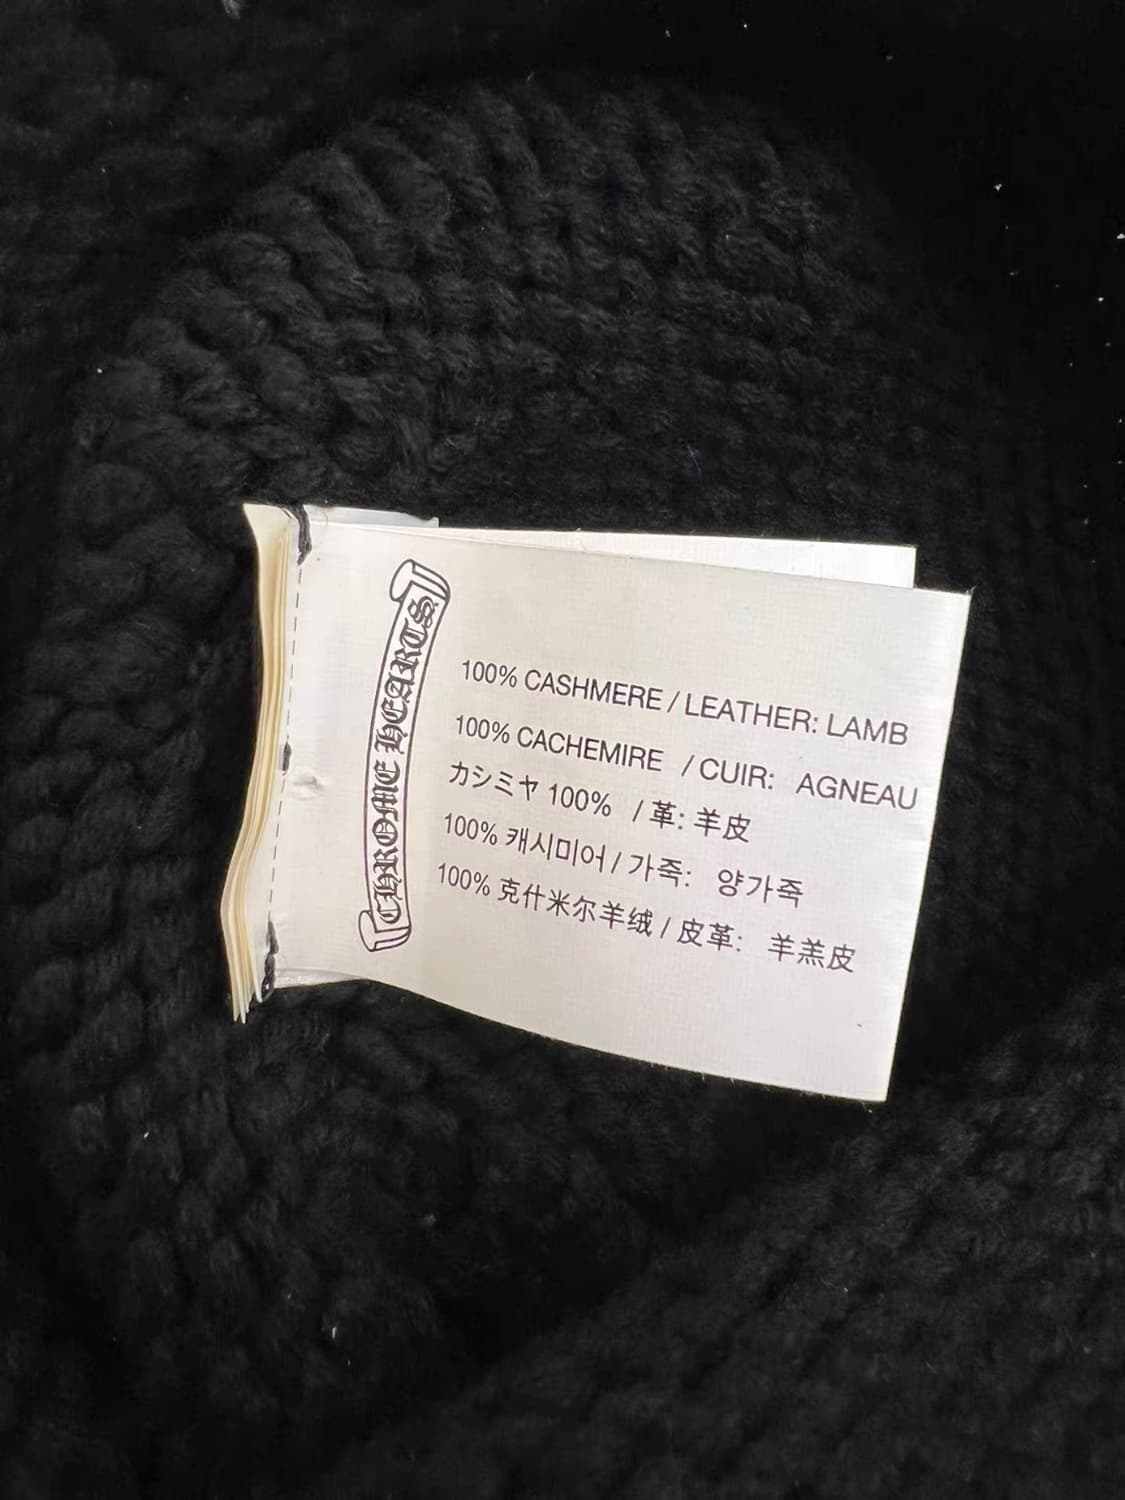 CHROME HEARTS
100% CASHMERE / LEATHER: LAMB
100% CACHEMIRE / CUIR: AGNEAU
カシミヤ 100% / 革: 羊皮
100% 캐시미어 / 가죽: 양가죽
100% 克什米尔羊绒 / 皮革: 羊羔皮